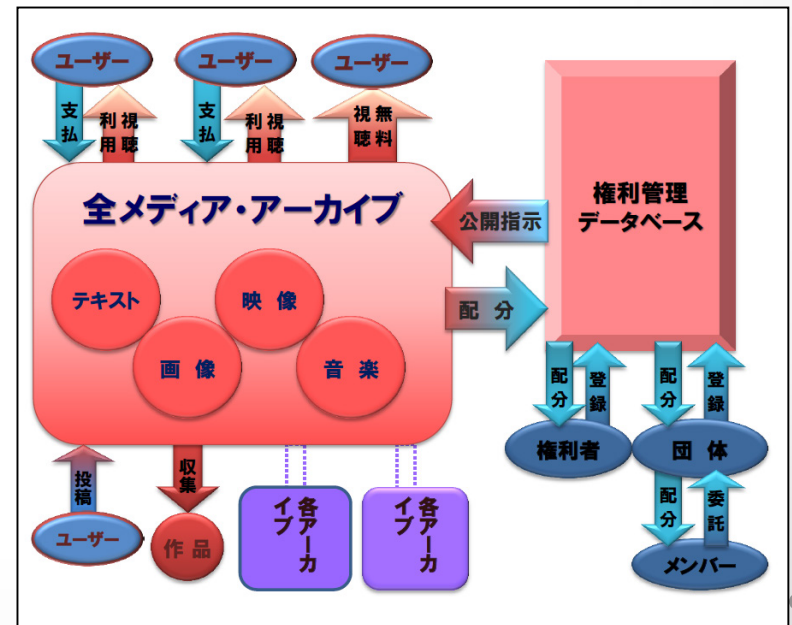 ユーザー
ユーザー
ユーザー
支払
視聴
利用
支払
視聴
利用
無料
視聴
全メディア・アーカイブ
テキスト
映像
画像
音楽
公開指示
配分
権利管理
データベース
配分
登録
配分
登録
権利者
団体
配分
委託
メンバー
投稿
ユーザー
収集
作品
各アーカ
イブ
各アーカ
イブ